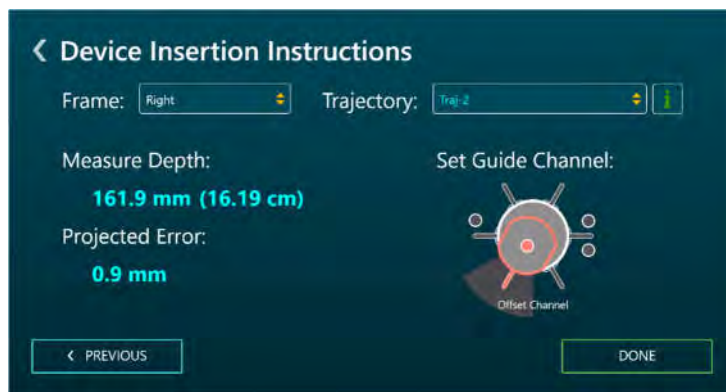 Device Insertion Instructions
Frame: Right Trajectory: Traj-2 i
Measure Depth: Set Guide Channel:
161.9 mm (16.19 cm)
Projected Error:
0.9 mm
Offset Channel
PREVIOUS DONE